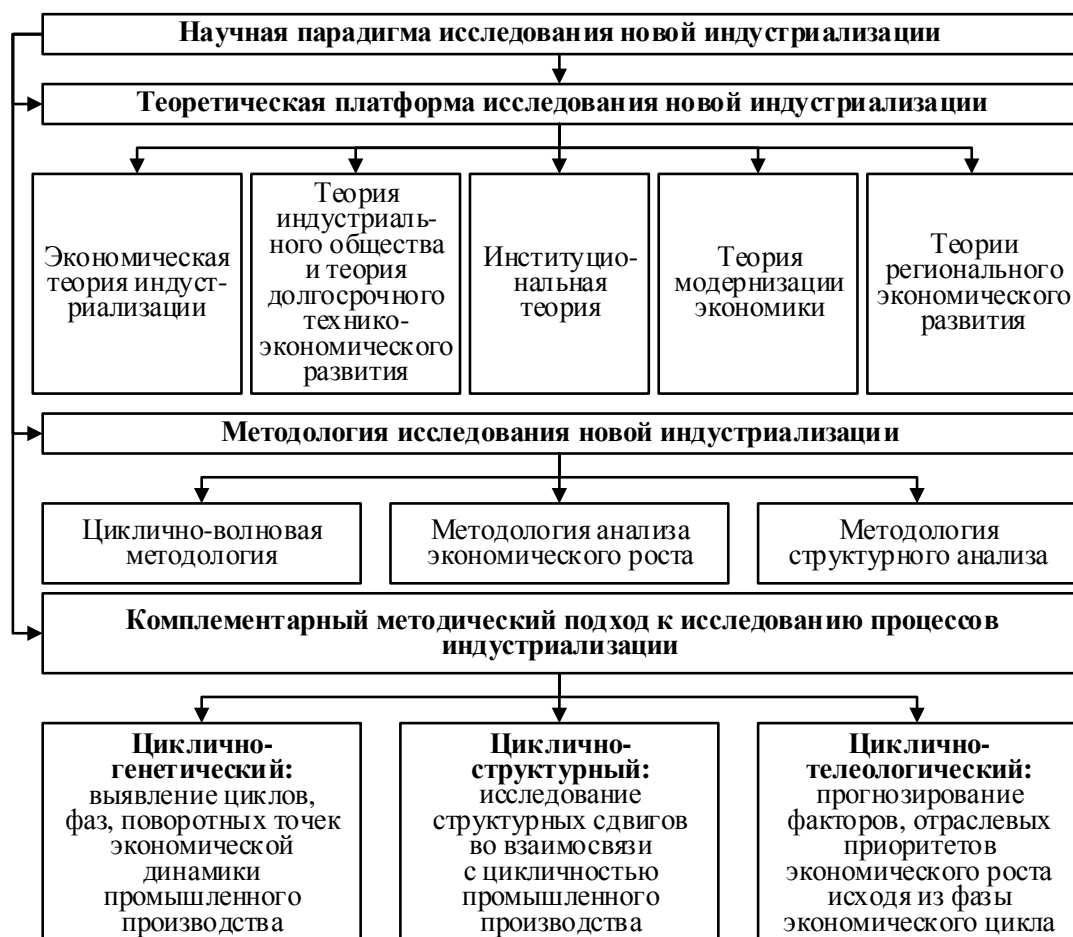 Научная парадигма исследования новой индустриализации
Теоретическая платформа исследования новой индустриализации
Экономическая
теория индуст-
риализации
Теория
индустриаль-
ного общества
и теория
долгосрочного
технико-
экономического
развития
Институцио-
нальная
теория
Теория
модернизации
экономики
Теории
регионального
экономического
развития
Методология исследования новой индустриализации
Циклично-волновая
методология
Методология анализа
экономического роста
Методология
структурного анализа
Комплементарный методический подход к исследованию процессов
индустриализации
Циклично-
генетический:
выявление циклов,
фаз, поворотных точек
экономической
динамики
промышленного
производства
Циклично-
структурный:
исследование
структурных сдвигов
во взаимосвязи
с цикличностью
промышленного
производства
Циклично-
телеологический:
прогнозирование
факторов, отраслевых
приоритетов
экономического роста
исходя из фазы
экономического цикла